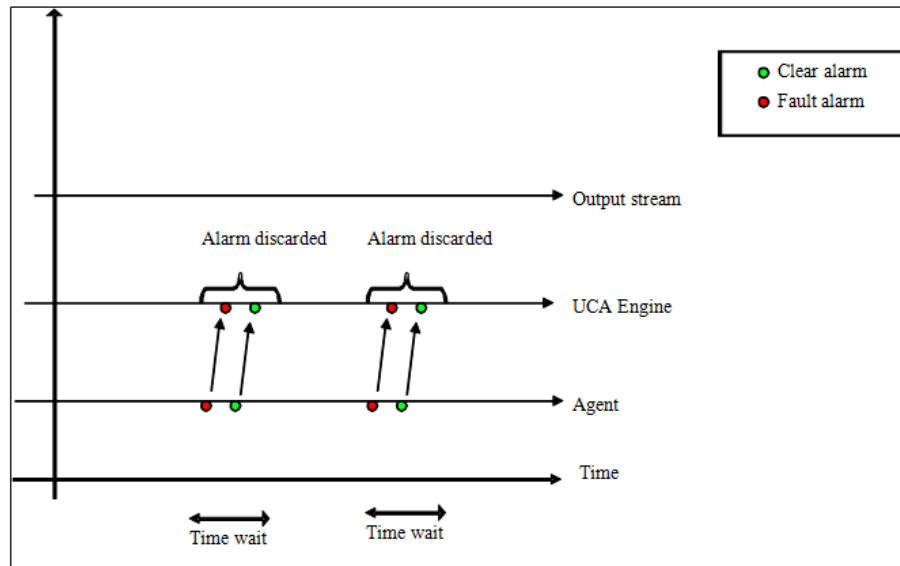 Clear alarm
Fault alarm
Output stream
Alarm discarded
Alarm discarded
UCA Engine
Agent
Time
Time wait
Time wait